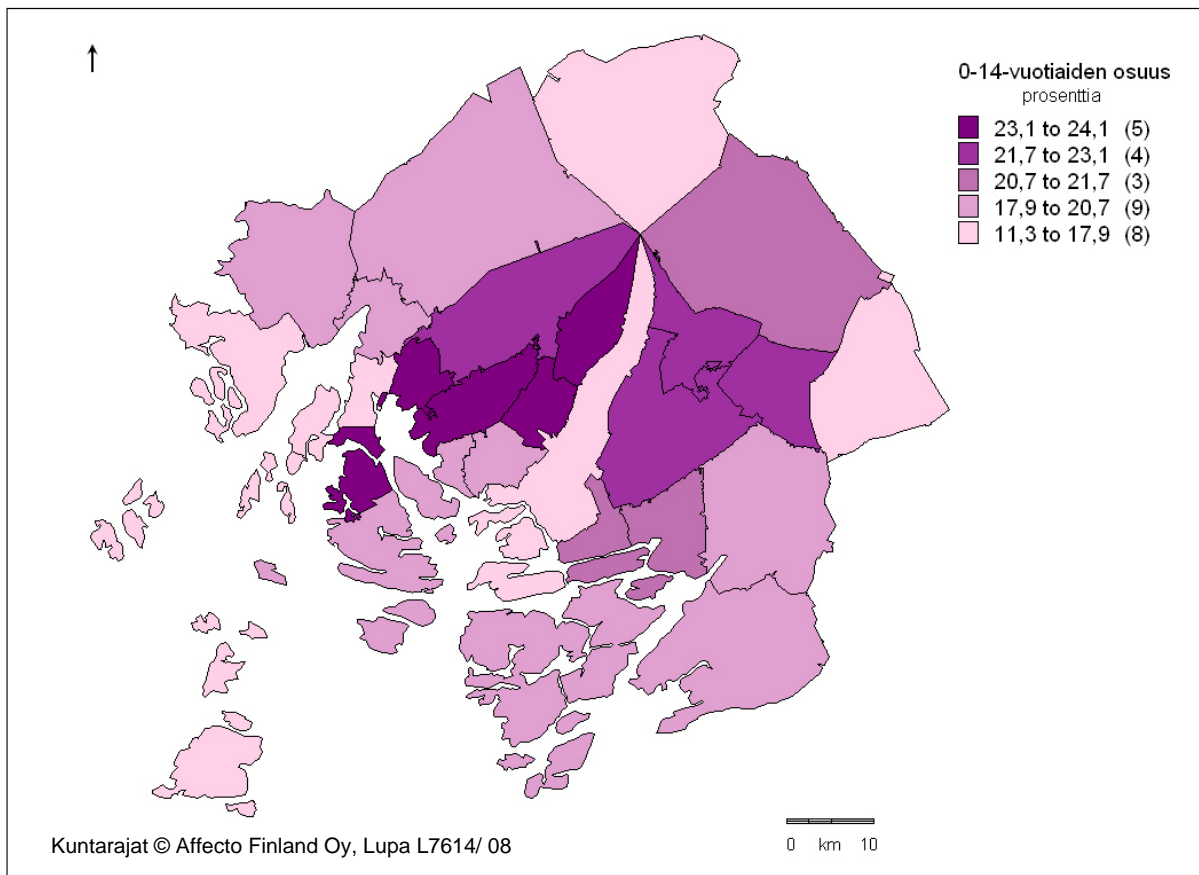 0-14-vuotiaiden osuus
prosenttia
23,1 to 24,1 (5)
21,7 to 23,1 (4)
20,7 to 21,7 (3)
17,9 to 20,7 (9)
11,3 to 17,9 (8)
0 km 10
Kuntarajat © Affecto Finland Oy, Lupa L7614/ 08